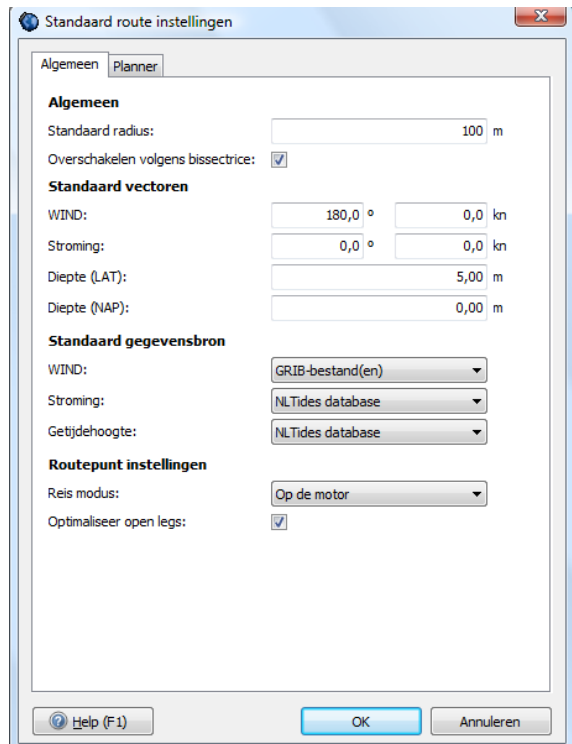 Standaard route instellingen
Algemeen Planner
Algemeen
Standaard radius: 100 m
Overschakelen volgens bissectrice:
Standaard vectoren
WIND: 180,0 º 0,0 kn
Stroming: 0,0 º 0,0 kn
Diepte (LAT): 5,00 m
Diepte (NAP): 0,00 m
Standaard gegevensbron
WIND: GRIB-bestand(en)
Stroming: NLTides database
Getijdehoogte: NLTides database
Routepunt instellingen
Reis modus: Op de motor
Optimaliseer open legs:
Help (F1) OK Annuleren